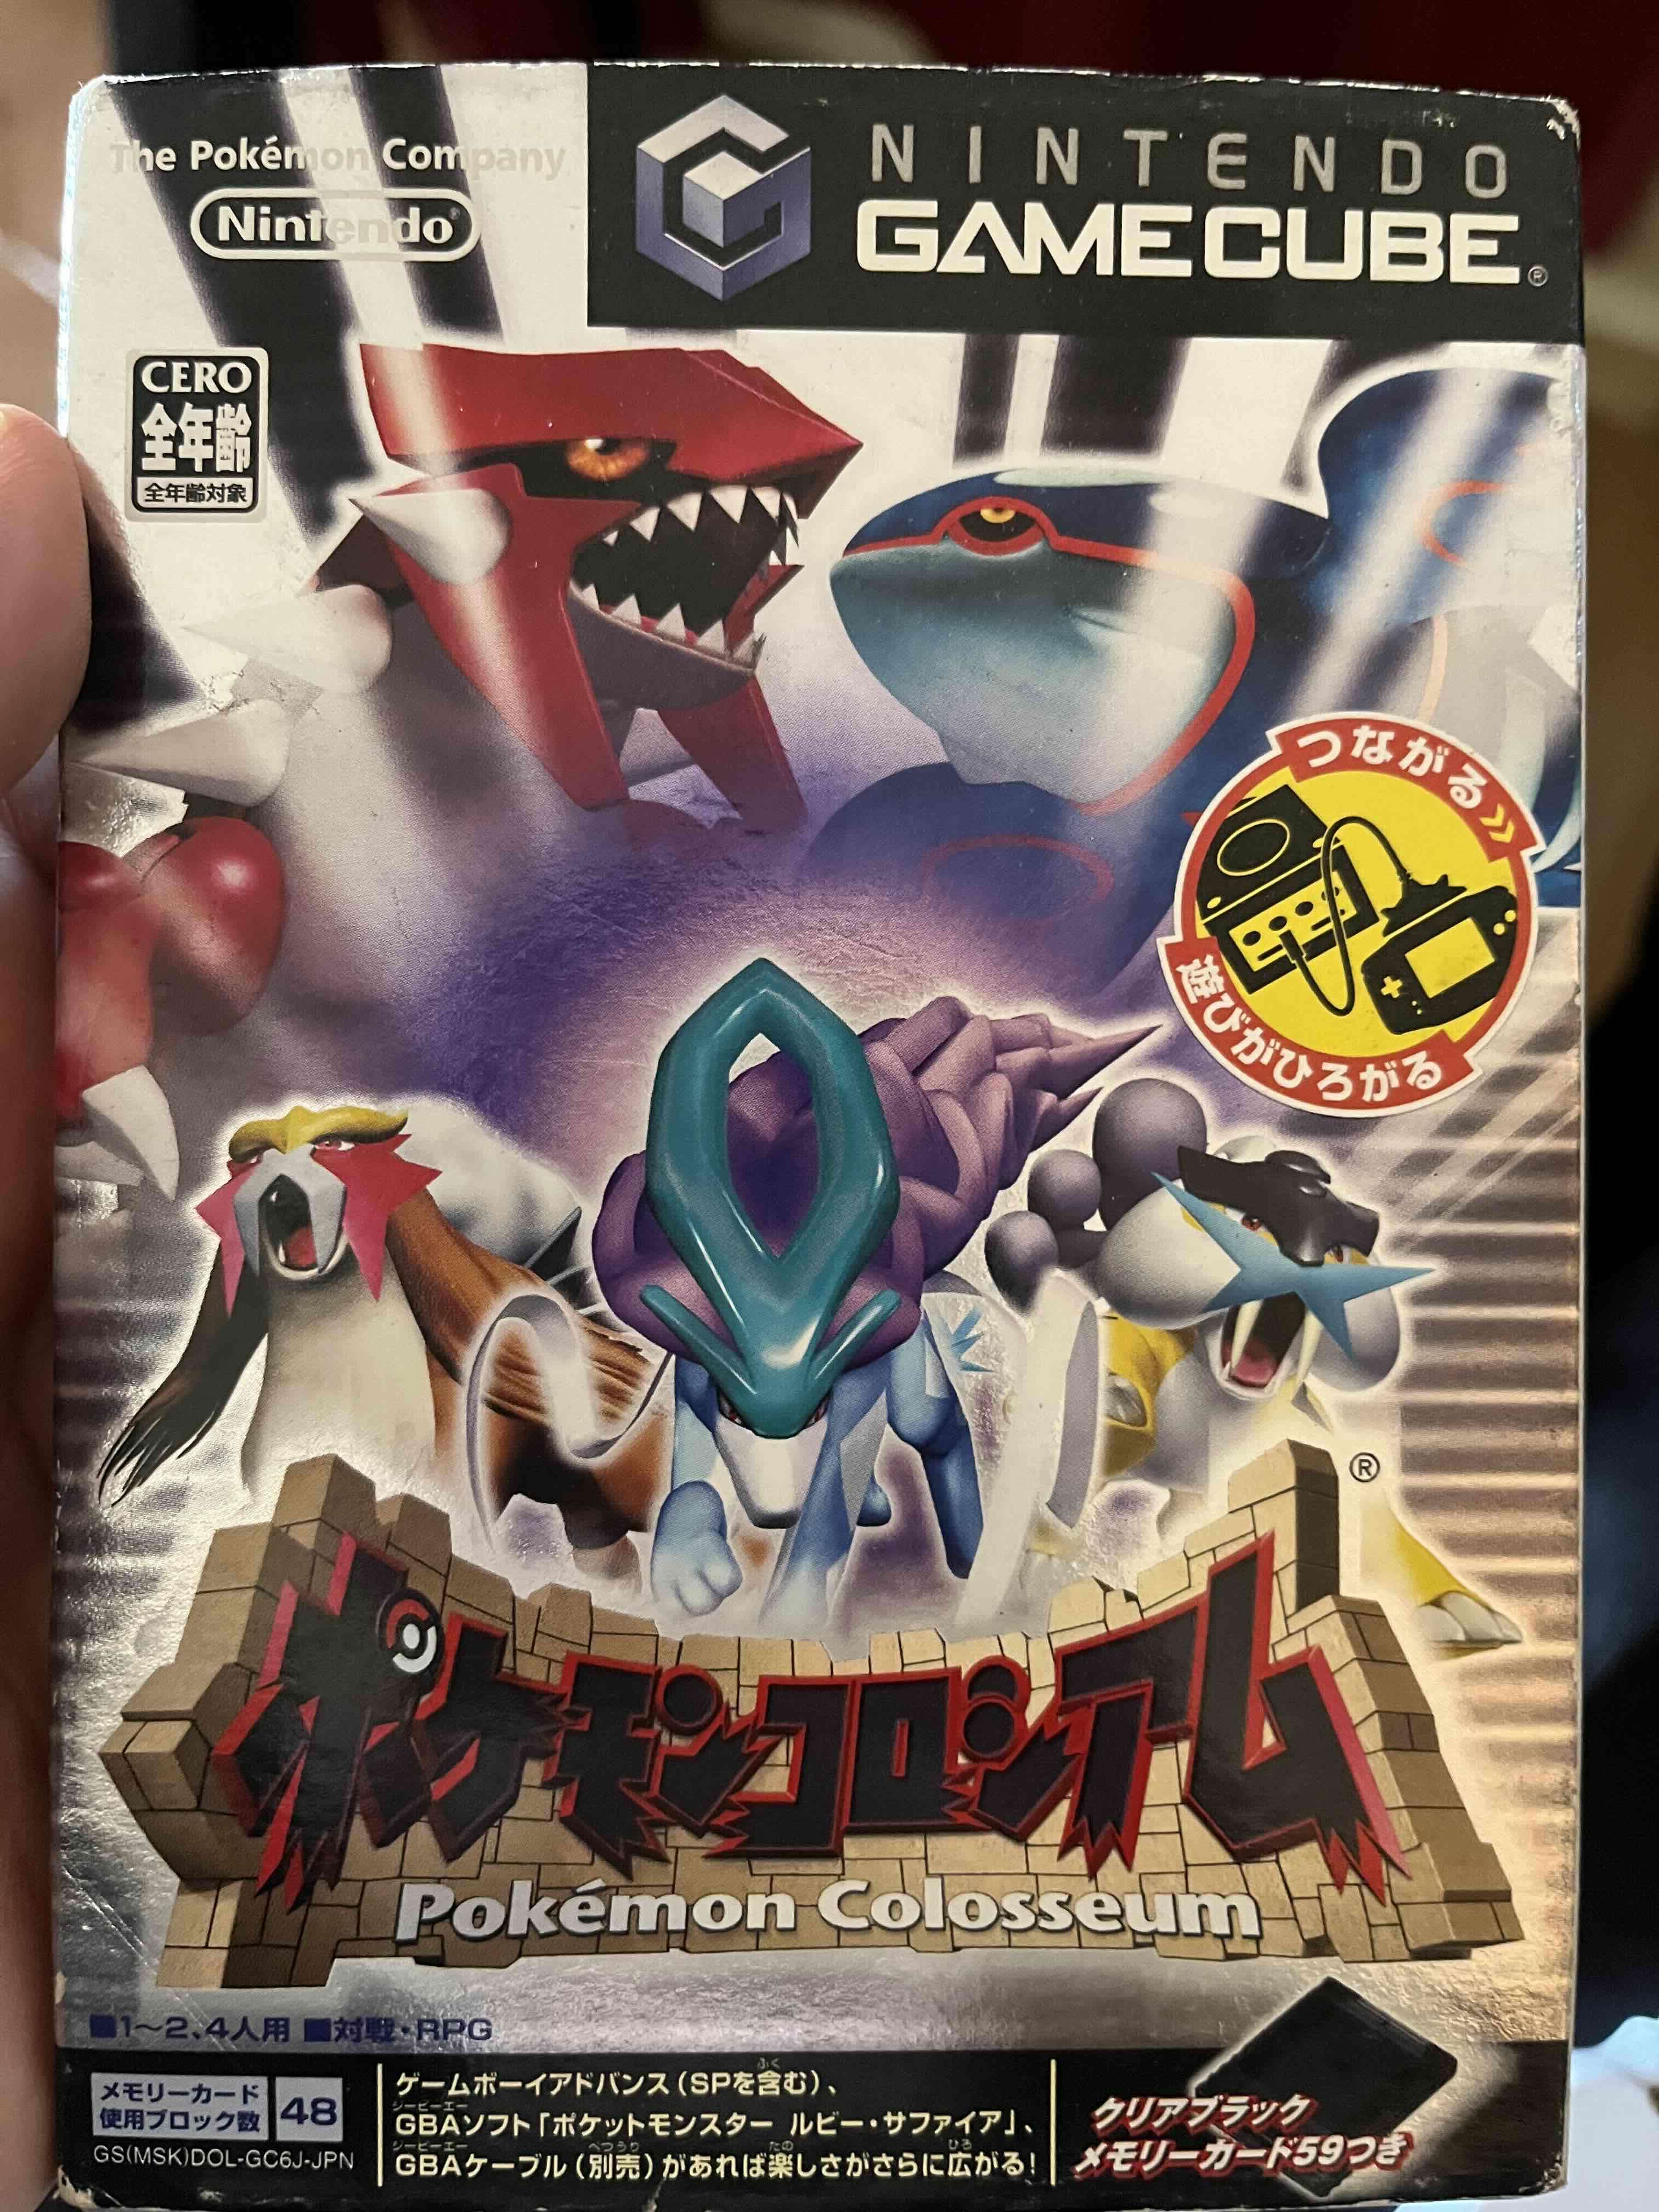 The Pokémon Company
Nintendo®
NINTENDO
GAMECUBE®
CERO
全年齢
全年齢対象
つながる
遊びがひろがる
®
ポケモンコロシアム
Pokémon Colosseum
■1～2、4人用 ■対戦・RPG
メモリーカード
使用ブロック数 48
GS(MSK)DOL-GC6J-JPN
ゲームボーイアドバンス（SPを含む）、
GBAソフト「ポケットモンスター ルビー・サファイア」、
GBAケーブル（別売）があれば楽しさがさらに広がる！
クリアブラック
メモリーカード59つき